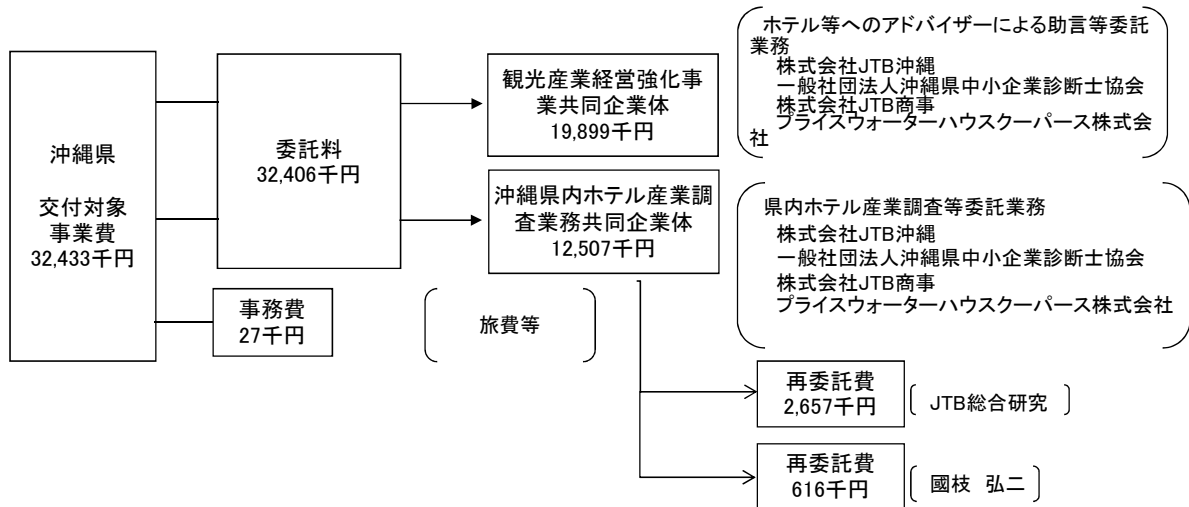 沖縄県
交付対象
事業費
32,433千円
委託料
32,406千円
事務費
27千円
旅費等
観光産業経営強化事
業共同企業体
19,899千円
ホテル等へのアドバイザーによる助言等委託
業務
株式会社JTB沖縄
一般社団法人沖縄県中小企業診断士協会
株式会社JTB商事
プライスウォーターハウスクーパース株式会
社
沖縄県内ホテル産業調
査業務共同企業体
12,507千円
県内ホテル産業調査等委託業務
株式会社JTB沖縄
一般社団法人沖縄県中小企業診断士協会
株式会社JTB商事
プライスウォーターハウスクーパース株式会社
再委託費
2,657千円
JTB総合研究
再委託費
616千円
國枝 弘二